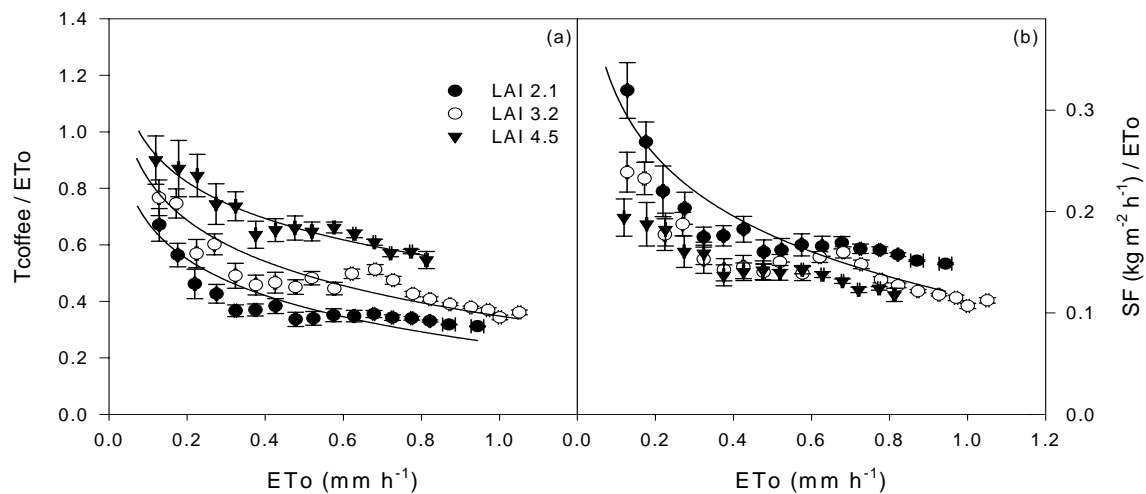 1.4
1.2
1.0
0.8
0.6
0.4
0.2
0.0
Tcoffee / ETo
(a)
LAI 2.1
LAI 3.2
LAI 4.5
0.0 0.2 0.4 0.6 0.8 1.0
ETo (mm h⁻¹)
(b)
0.0 0.2 0.4 0.6 0.8 1.0 1.2
ETo (mm h⁻¹)
0.3
0.2
0.1
0.0
SF (kg m⁻² h⁻¹) / ETo